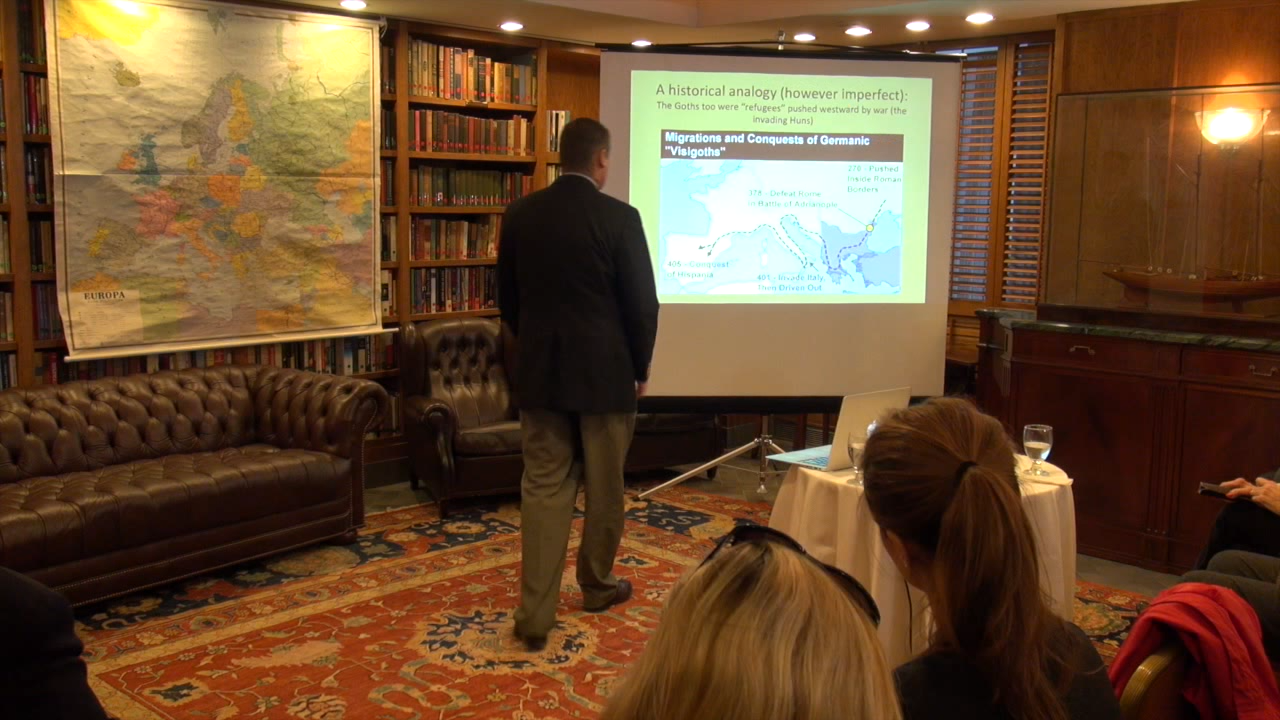 A historical analogy (however imperfect):
The Goths too were "refugees" pushed westward by war (the
invading Huns)
Migrations and Conquests of Germanic
"Visigoths"
Pushed
Inside Roman
Borders
378 - Defeat Rome
in Battle of Adrianople
405 - Conquest
of Hispania
401 - Invade Italy,
Then Driven Out
EUROPA